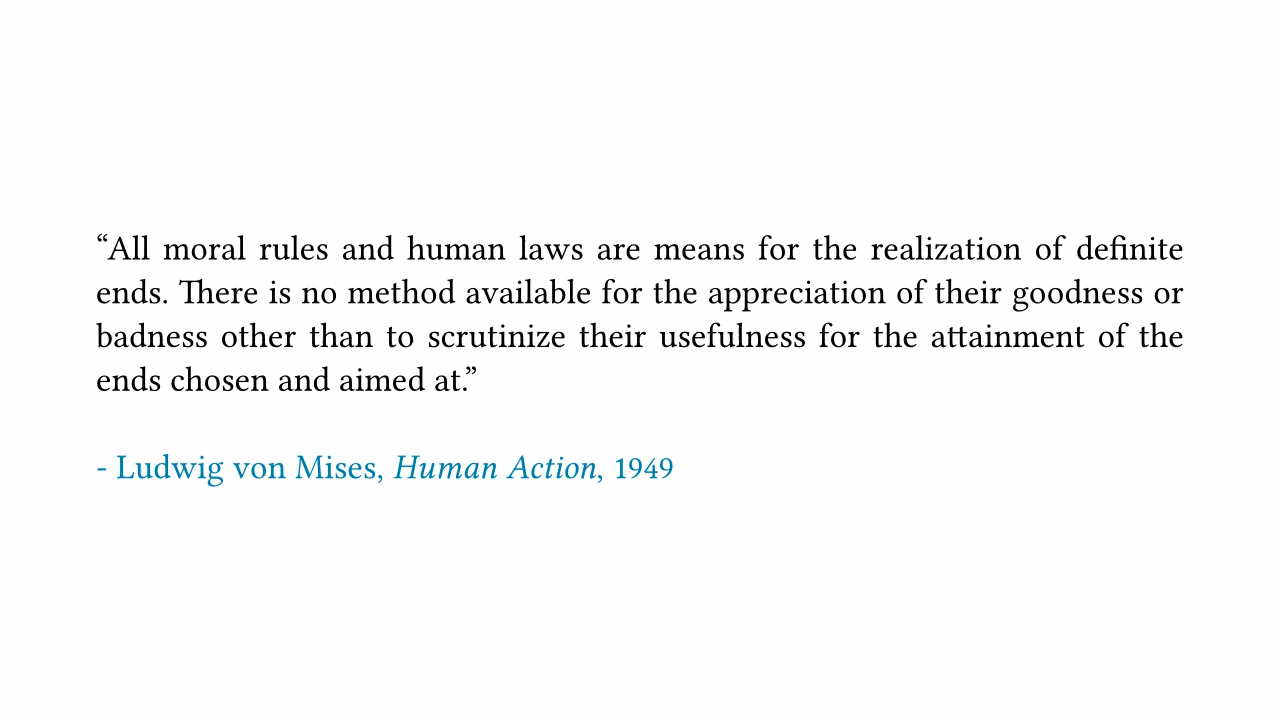 “All moral rules and human laws are means for the realization of definite
ends. There is no method available for the appreciation of their goodness or
badness other than to scrutinize their usefulness for the attainment of the
ends chosen and aimed at.”
- Ludwig von Mises, Human Action, 1949